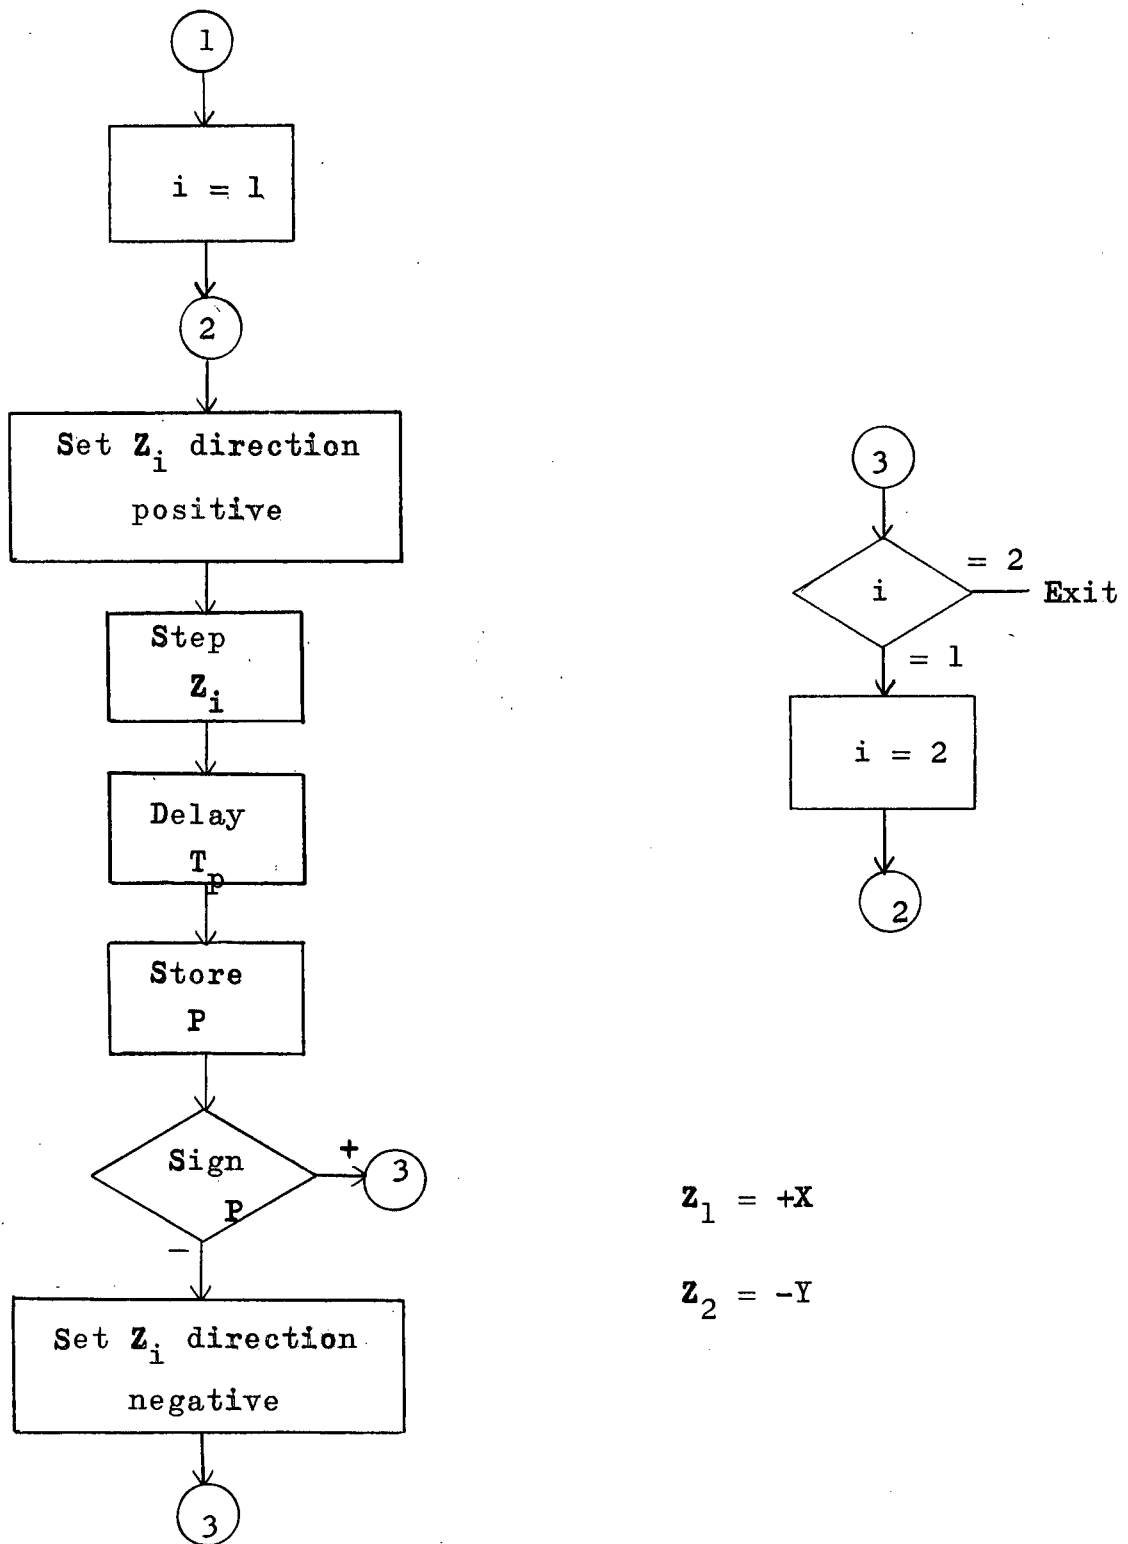 1
i = 1
2
Set Z_i direction
positive
Step
Z_i
Delay
T_p
Store
P
Sign
P
+
3
−
Set Z_i direction
negative
3
3
i
= 2
Exit
= 1
i = 2
2
Z_1 = +X
Z_2 = -Y